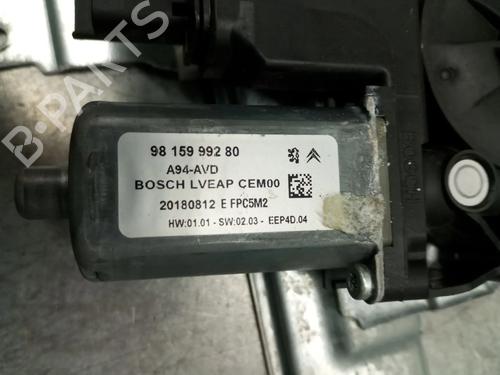 B-PARTS
98 159 992 80
A94-AVD
BOSCH LVEAP CEM00
20180812 E FPC5M2
HW:01.01 - SW:02.03 - EEP4D.04